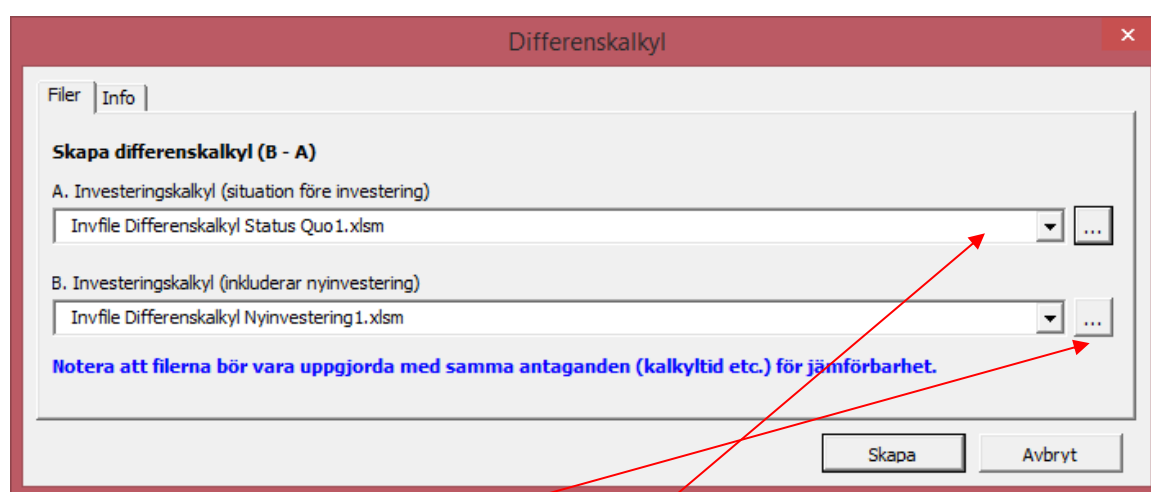 Differenskalkyl
Filer Info
Skapa differenskalkyl (B - A)
A. Investeringskalkyl (situation före investering)
Invfile Differenskalkyl Status Quo1.xlsm
...
B. Investeringskalkyl (inkluderar nyinvestering)
Invfile Differenskalkyl Nyinvestering1.xlsm
...
Notera att filerna bör vara uppgjorda med samma antaganden (kalkyltid etc.) för jämförbarhet.
Skapa Avbryt